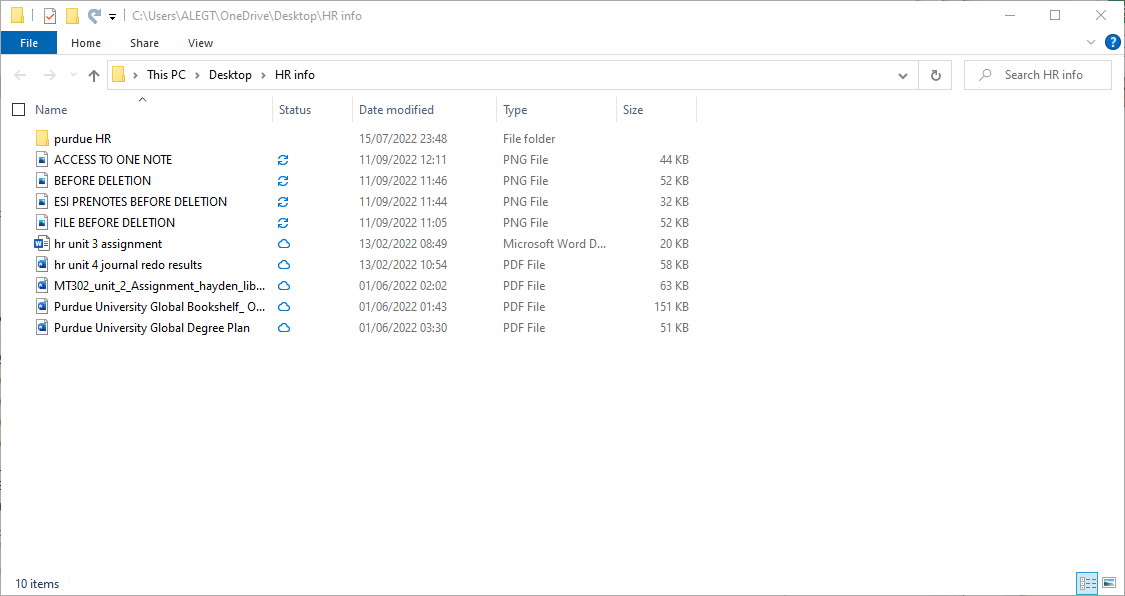 C:\Users\ALEGT\OneDrive\Desktop\HR info
File Home Share View
This PC > Desktop > HR info Search HR info
Name Status Date modified Type Size
purdue HR 15/07/2022 23:48 File folder
ACCESS TO ONE NOTE 11/09/2022 12:11 PNG File 44 KB
BEFORE DELETION 11/09/2022 11:46 PNG File 52 KB
ESI PRENOTES BEFORE DELETION 11/09/2022 11:44 PNG File 32 KB
FILE BEFORE DELETION 11/09/2022 11:05 PNG File 52 KB
hr unit 3 assignment 13/02/2022 08:49 Microsoft Word D... 20 KB
hr unit 4 journal redo results 13/02/2022 10:54 PDF File 58 KB
MT302_unit_2_Assignment_hayden_lib... 01/06/2022 02:02 PDF File 63 KB
Purdue University Global Bookshelf_ O... 01/06/2022 01:43 PDF File 151 KB
Purdue University Global Degree Plan 01/06/2022 03:30 PDF File 51 KB
10 items